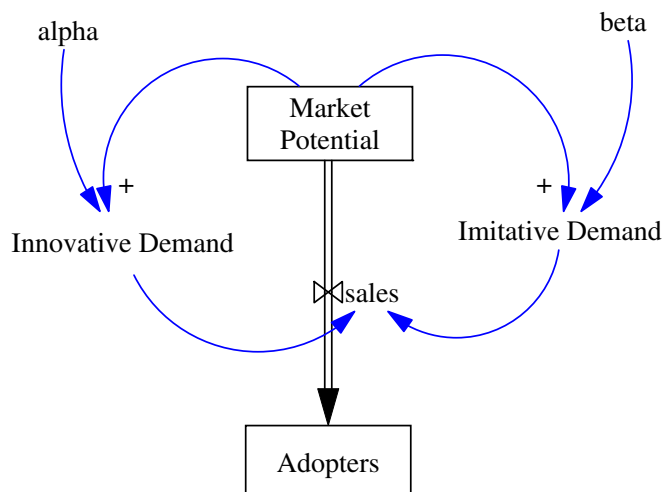 alpha
beta
Market
Potential
+
+
Innovative Demand
Imitative Demand
sales
Adopters